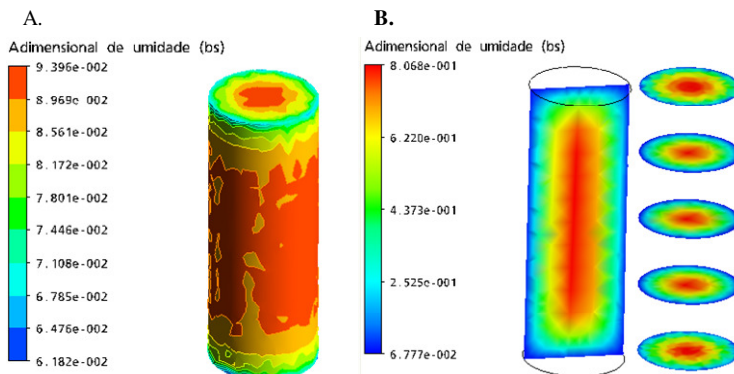 A.
Adimensional de umidade (bs)
9.396e-002
8.969e-002
8.561e-002
8.172e-002
7.801e-002
7.446e-002
7.108e-002
6.785e-002
6.476e-002
6.182e-002
B.
Adimensional de umidade (bs)
8.068e-001
6.220e-001
4.373e-001
2.525e-001
6.777e-002